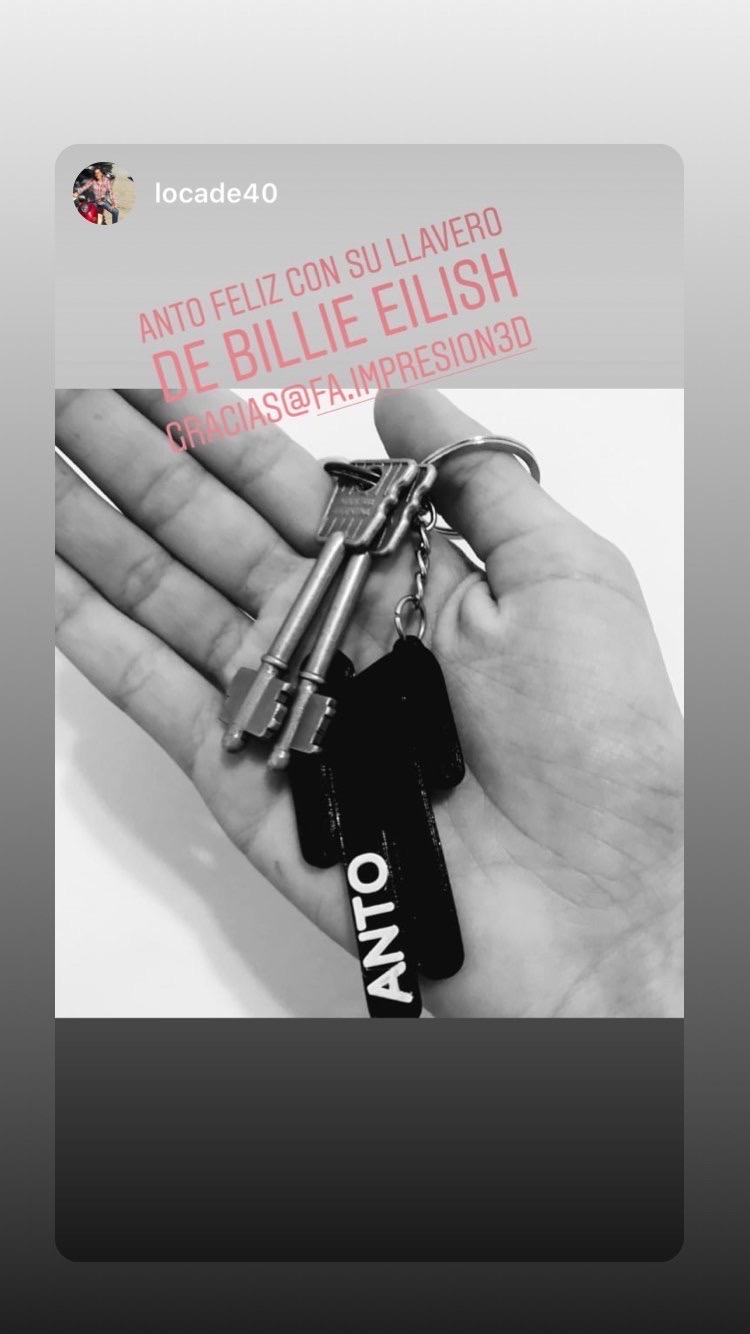 locade40
ANTO FELIZ CON SU LLAVERO
DE BILLIE EILISH
GRACIAS@FA.IMPRESION3D
ANTO